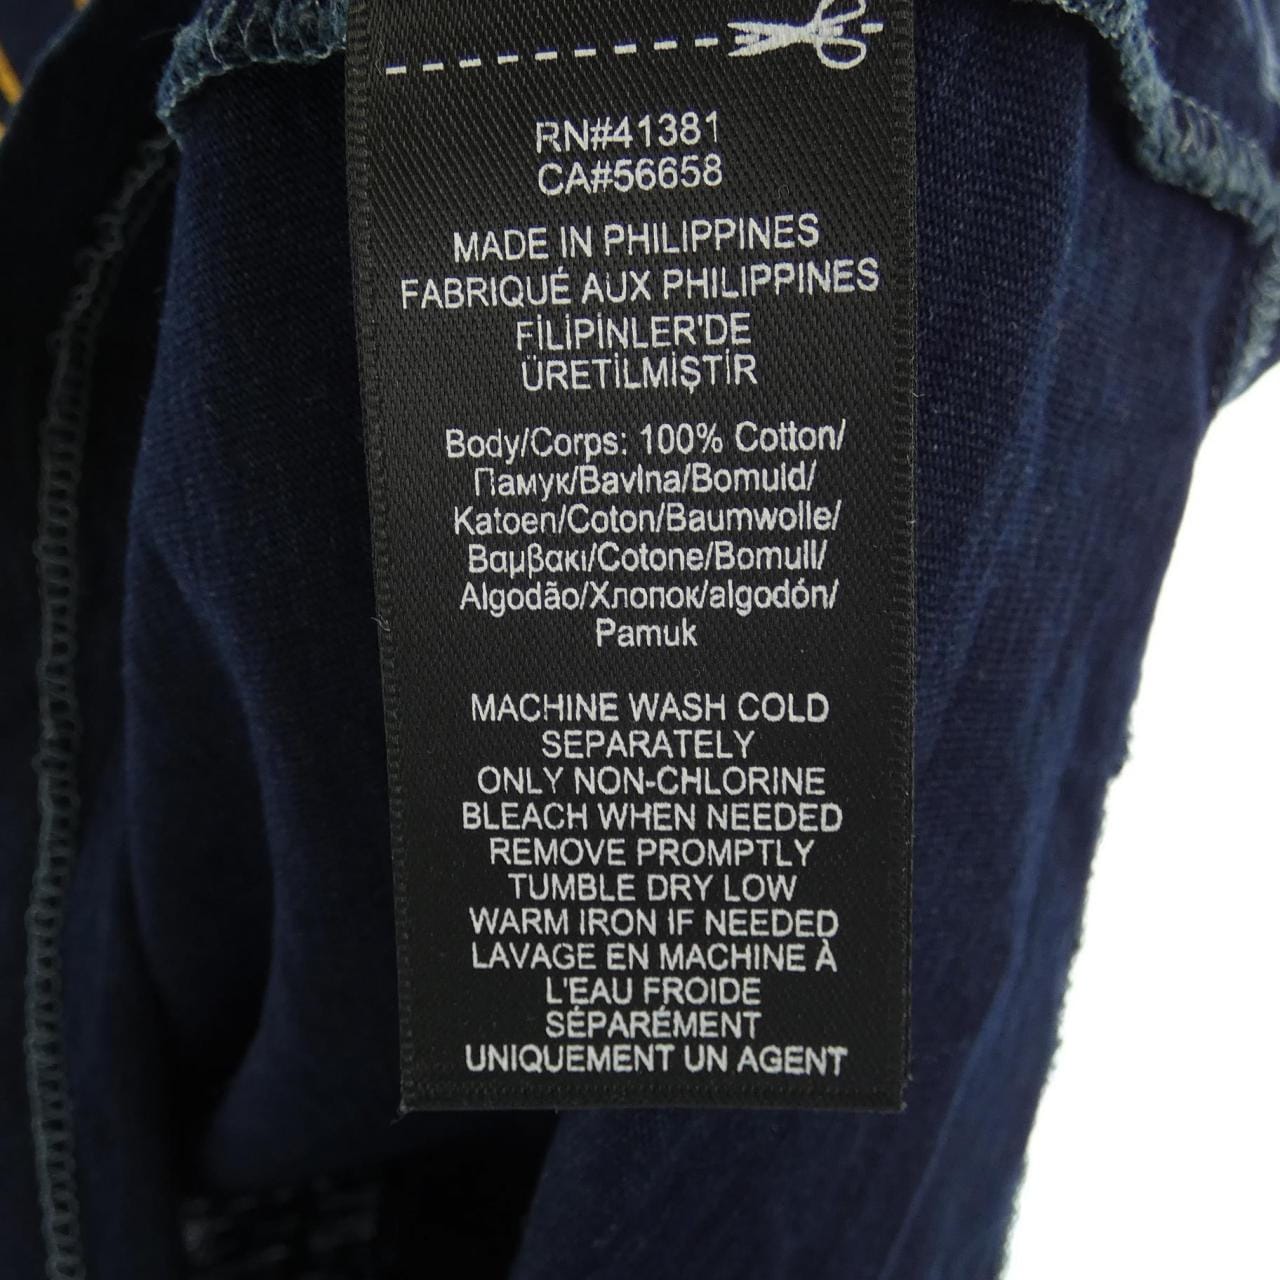 RN#41381
CA#56658
MADE IN PHILIPPINES
FABRIQUÉ AUX PHILIPPINES
FİLİPİNLER'DE
ÜRETİLMİŞTİR
Body/Corps: 100% Cotton/
Памук/Bavlna/Bomuld/
Katoen/Coton/Baumwolle/
Βαμβακι/Cotone/Bomull/
Algodão/Хлопок/algodón/
Pamuk
MACHINE WASH COLD
SEPARATELY
ONLY NON-CHLORINE
BLEACH WHEN NEEDED
REMOVE PROMPTLY
TUMBLE DRY LOW
WARM IRON IF NEEDED
LAVAGE EN MACHINE À
L'EAU FROIDE
SÉPARÉMENT
UNIQUEMENT UN AGENT